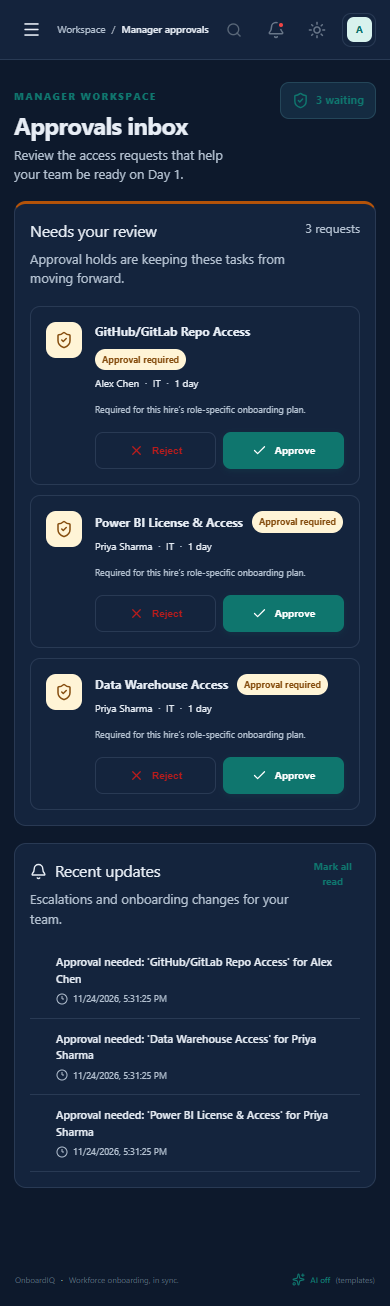 Workspace / Manager approvals
A
MANAGER WORKSPACE
3 waiting
Approvals inbox
Review the access requests that help
your team be ready on Day 1.
Needs your review
3 requests
Approval holds are keeping these tasks from
moving forward.
GitHub/GitLab Repo Access
Approval required
Alex Chen · IT · 1 day
Required for this hire's role-specific onboarding plan.
Reject
Approve
Power BI License & Access
Approval required
Priya Sharma · IT · 1 day
Required for this hire's role-specific onboarding plan.
Reject
Approve
Data Warehouse Access
Approval required
Priya Sharma · IT · 1 day
Required for this hire's role-specific onboarding plan.
Reject
Approve
Recent updates
Mark all
read
Escalations and onboarding changes for your
team.
Approval needed: 'GitHub/GitLab Repo Access' for Alex
Chen
11/24/2026, 5:31:25 PM
Approval needed: 'Data Warehouse Access' for Priya
Sharma
11/24/2026, 5:31:25 PM
Approval needed: 'Power BI License & Access' for Priya
Sharma
11/24/2026, 5:31:25 PM
OnboardIQ · Workforce onboarding, in sync.
AI off (templates)